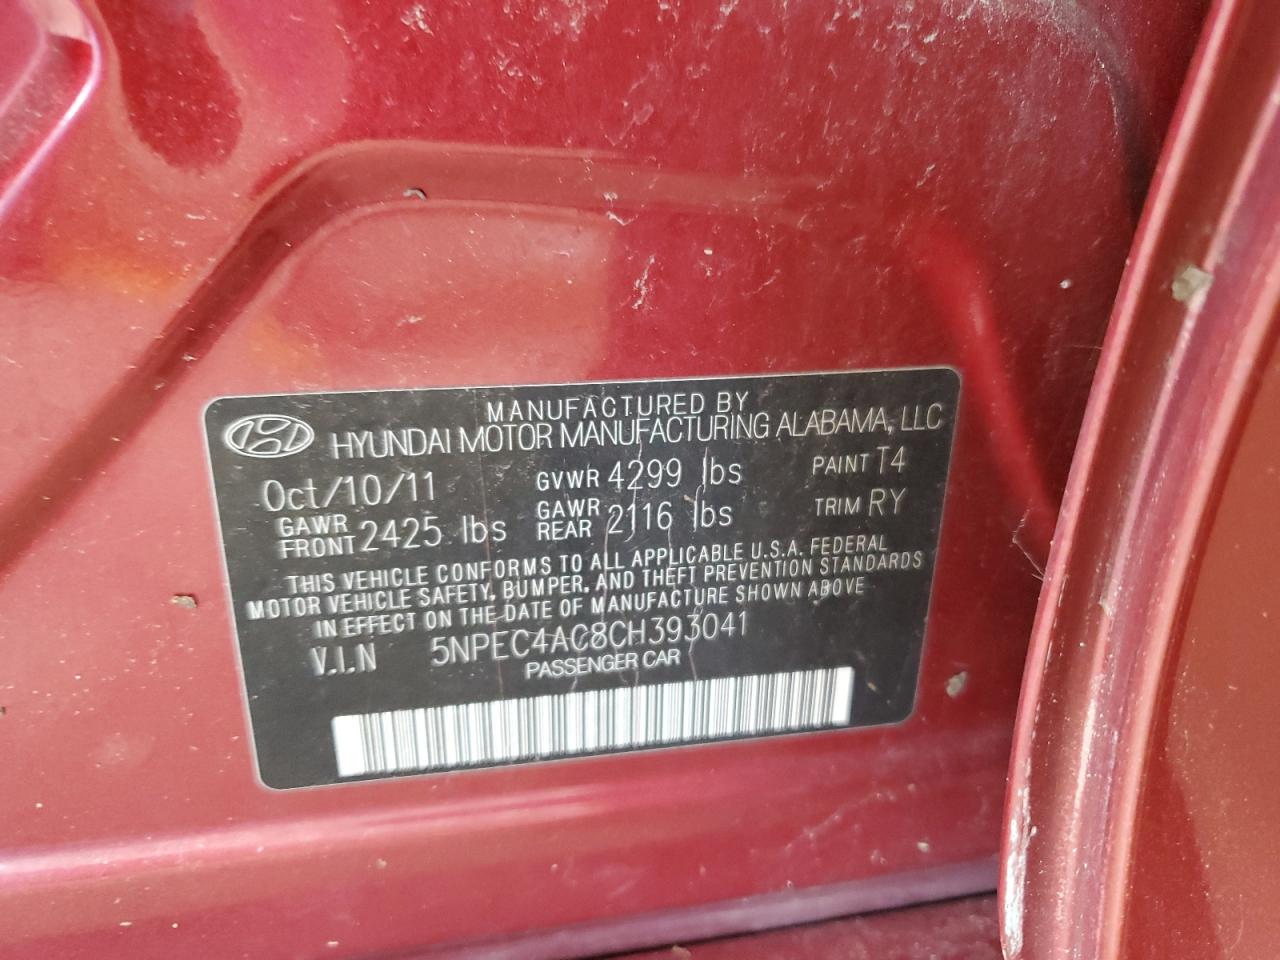 MANUFACTURED BY
HYUNDAI MOTOR MANUFACTURING ALABAMA, LLC
Oct/10/11 GVWR 4299 lbs PAINT T4
GAWR FRONT 2425 lbs GAWR REAR 2116 lbs TRIM RY
THIS VEHICLE CONFORMS TO ALL APPLICABLE U.S.A. FEDERAL
MOTOR VEHICLE SAFETY, BUMPER, AND THEFT PREVENTION STANDARDS
IN EFFECT ON THE DATE OF MANUFACTURE SHOWN ABOVE
V.I.N 5NPEC4AC8CH393041
PASSENGER CAR